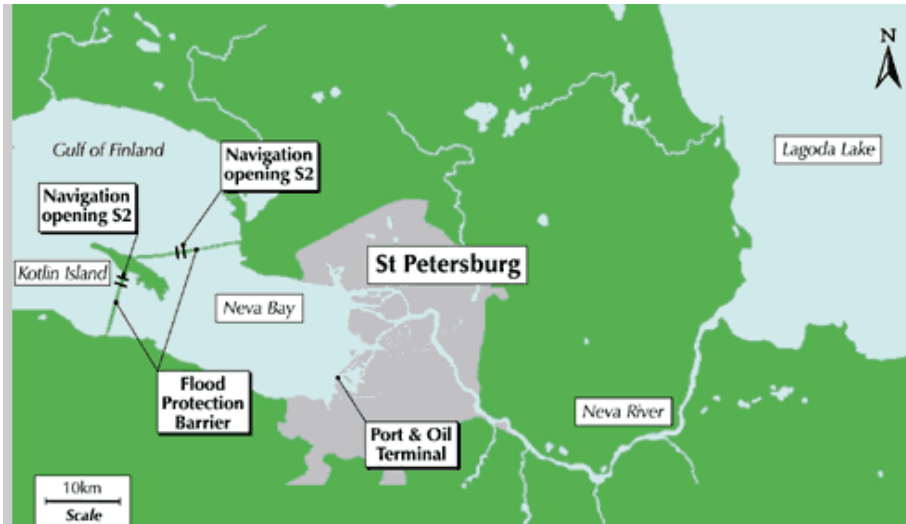 N
Gulf of Finland
Navigation
opening S2
Lagoda Lake
Navigation
opening S2
Kotlin Island
St Petersburg
Neva Bay
Flood
Protection
Barrier
Neva River
Port & Oil
Terminal
10km
Scale